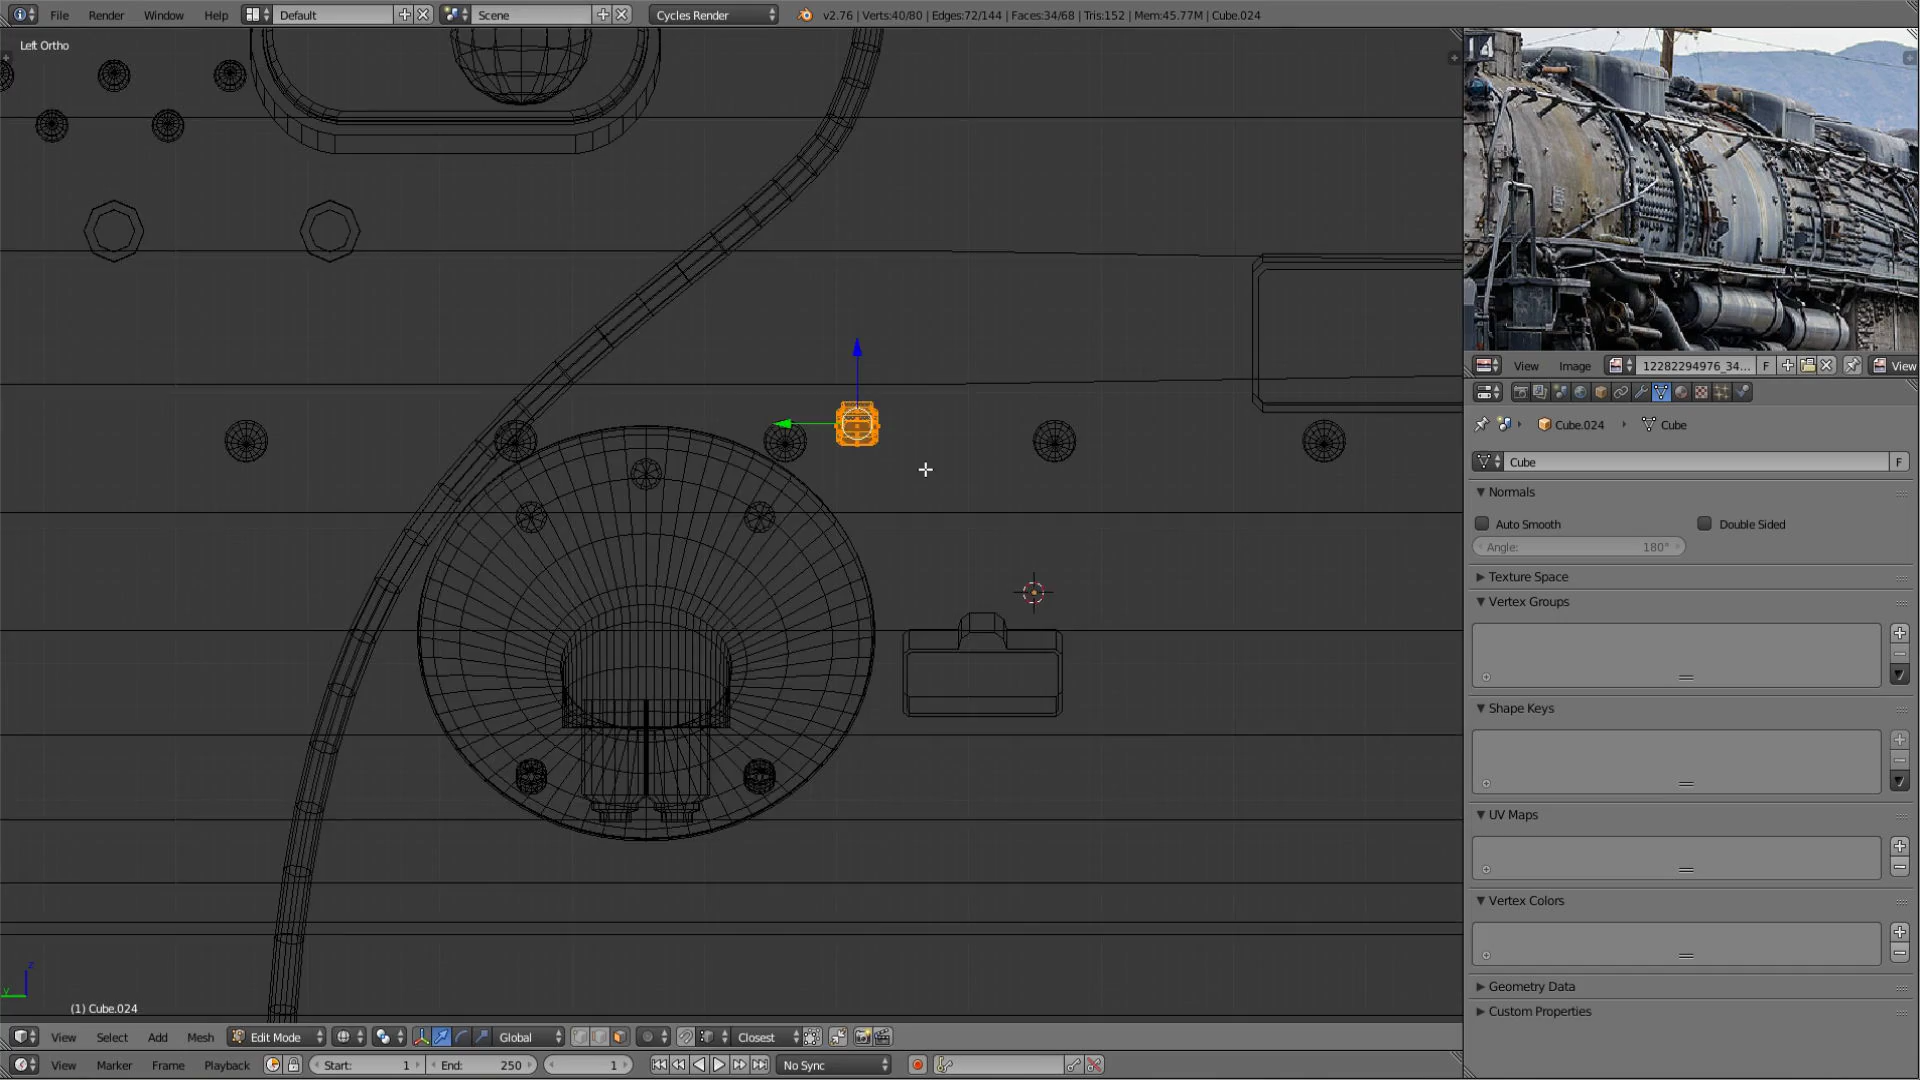 File Render Window Help Default Scene Cycles Render v2.76 | Verts:40/80 | Edges:72/144 | Faces:34/68 | Tris:152 | Mem:45.77M | Cube.024
Left Ortho
14
View Image 12282294976_34... F View
Cube.024 Cube
Cube F
Normals
Auto Smooth Double Sided
Angle: 180°
Texture Space
Vertex Groups
Shape Keys
UV Maps
Vertex Colors
Geometry Data
Custom Properties
z
y
(1) Cube.024
View Select Add Mesh Edit Mode Global Closest
View Marker Frame Playback Start: 1 End: 250 1 No Sync